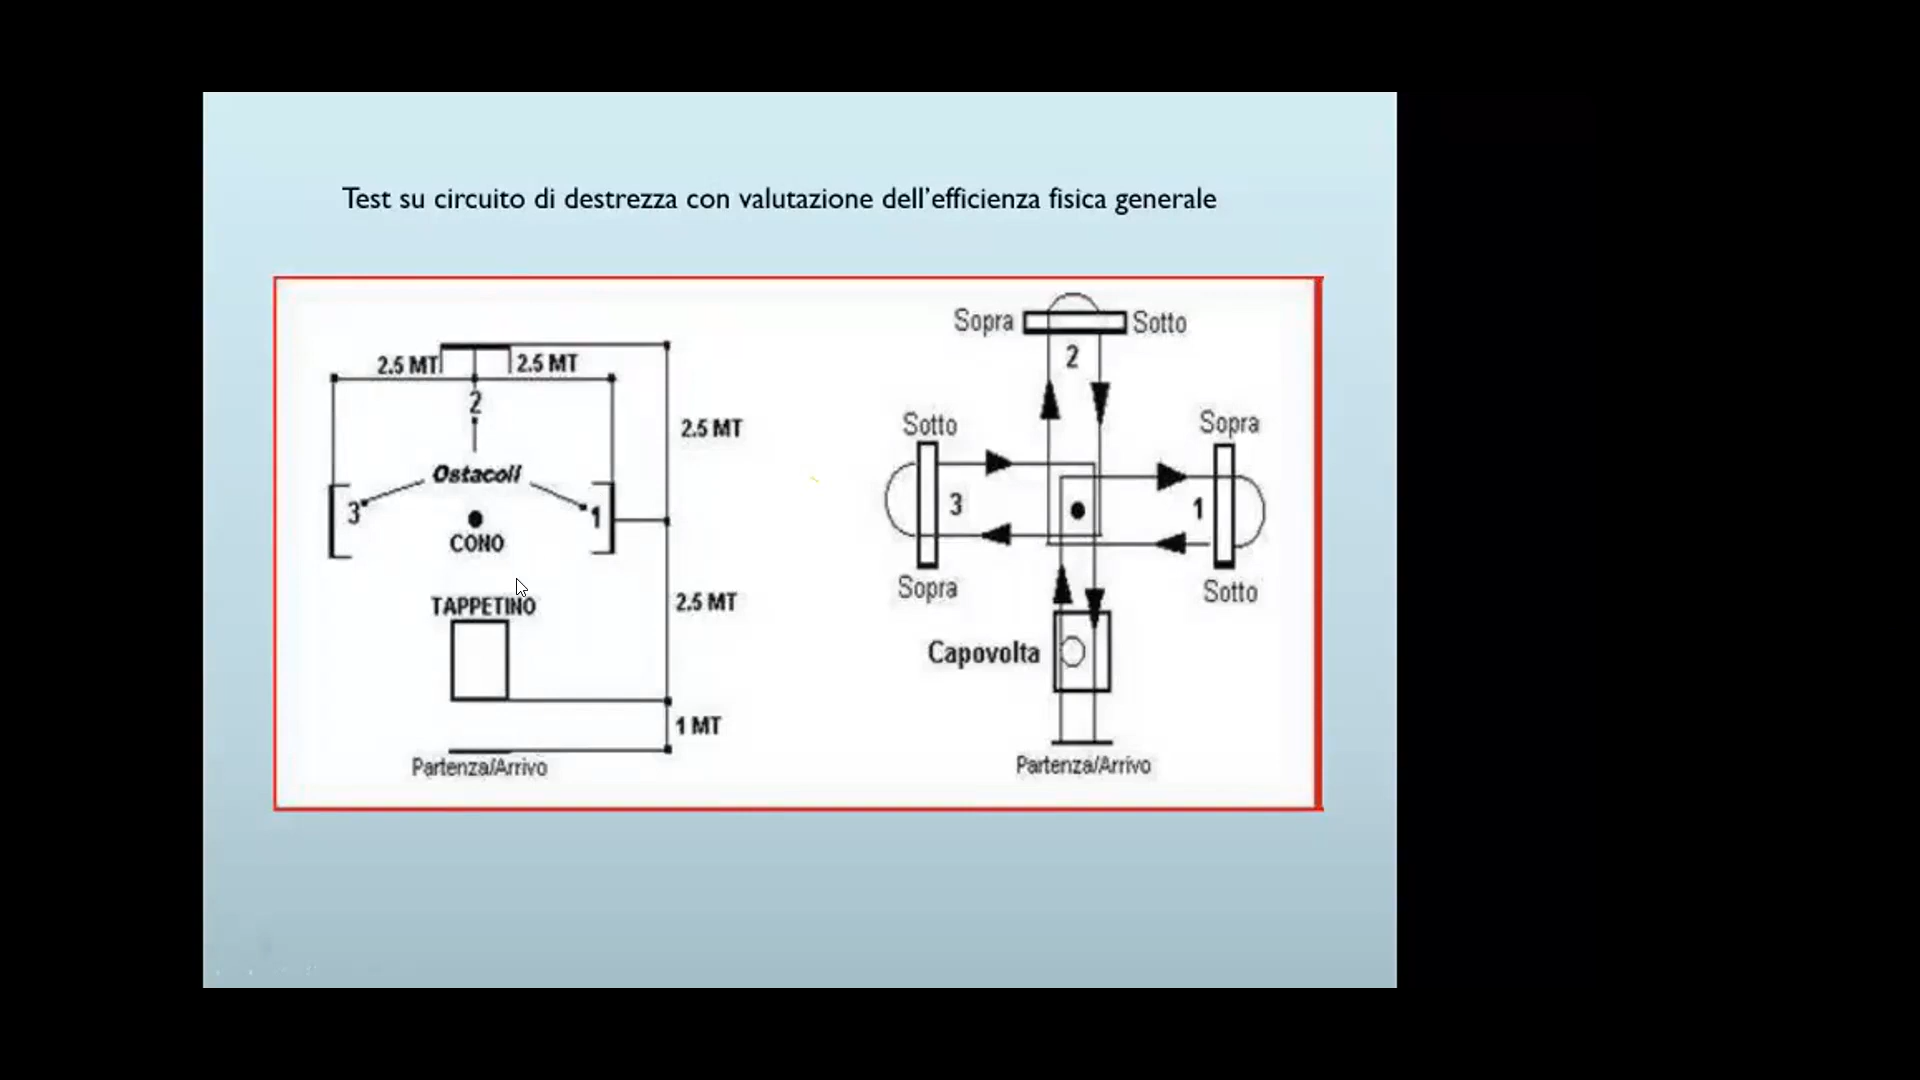 Test su circuito di destrezza con valutazione dell'efficienza fisica generale
2.5 MT
2.5 MT
2
2.5 MT
Ostacoli
3
1
CONO
TAPPETINO
2.5 MT
1 MT
Partenza/Arrivo
Sopra
Sotto
2
Sotto
Sopra
3
1
Sopra
Sotto
Capovolta
Partenza/Arrivo